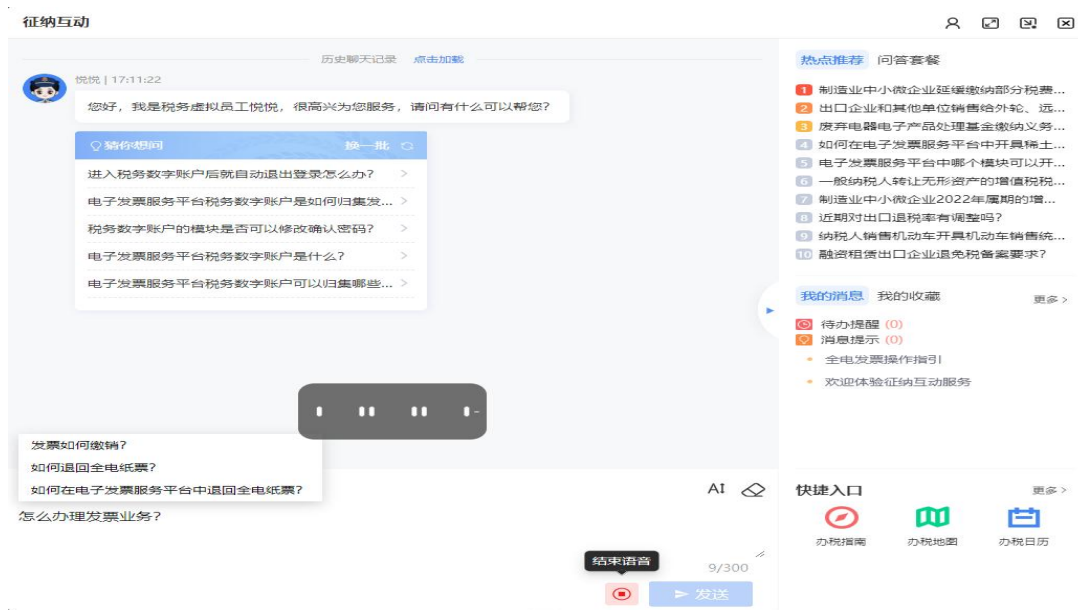 征纳互动
历史聊天记录 点击加载
悦悦 | 17:11:22
您好，我是税务虚拟员工悦悦，很高兴为您服务，请问有什么可以帮您?
猜你想问 换一批
进入税务数字账户后就自动退出登录怎么办?
电子发票服务平台税务数字账户是如何归集发...
税务数字账户的模块是否可以修改确认密码?
电子发票服务平台税务数字账户是什么?
电子发票服务平台税务数字账户可以归集哪些...
发票如何缴销?
如何退回全电纸票?
如何在电子发票服务平台中退回全电纸票?
AI
怎么办理发票业务?
结束语音
9/300
发送
热点推荐 问答套餐
1 制造业中小微企业延缓缴纳部分税费...
2 出口企业和其他单位销售给外轮、远...
3 废弃电器电子产品处理基金缴纳义务...
4 如何在电子发票服务平台中开具稀土...
5 电子发票服务平台中哪个模块可以开...
6 一般纳税人转让无形资产的增值税税...
7 制造业中小微企业2022年属期的增...
8 近期对出口退税率有调整吗?
9 纳税人销售机动车开具机动车销售统...
10 融资租赁出口企业退免税备案要求?
我的消息 我的收藏 更多>
待办提醒 (0)
消息提示 (0)
全电发票操作指引
欢迎体验征纳互动服务
快捷入口 更多>
办税指南 办税地图 办税日历